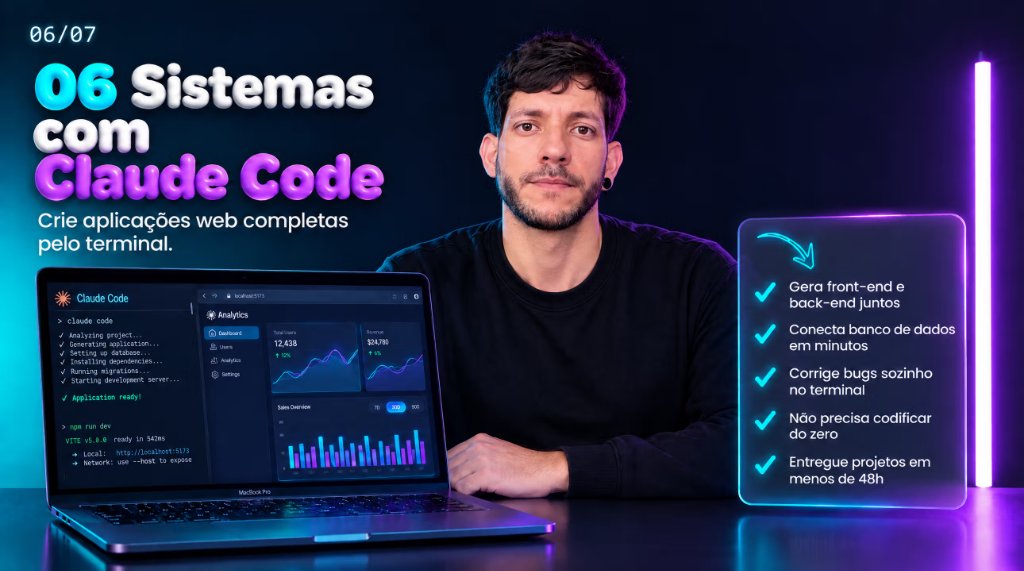 06/07
06 Sistemas
com
Claude Code
Crie aplicações web completas
pelo terminal.
Claude Code
> claude code
✓ Analyzing project...
✓ Generating application...
✓ Setting up database...
✓ Installing dependencies...
✓ Running migrations...
✓ Starting development server...
✓ Application ready!
> npm run dev
VITE v5.0.0 ready in 542ms
➜ Local: http://localhost:5173
➜ Network: use --host to expose
localhost:5173
Analytics
Dashboard
Users
Analytics
Settings
Total Users
12,438
↑ 12%
Revenue
$24,780
Sales Overview
7D
30D
90D
MacBook Pro
Gera front-end e
back-end juntos
Conecta banco de dados
em minutos
Corrige bugs sozinho
no terminal
Não precisa codificar
do zero
Entregue projetos em
menos de 48h